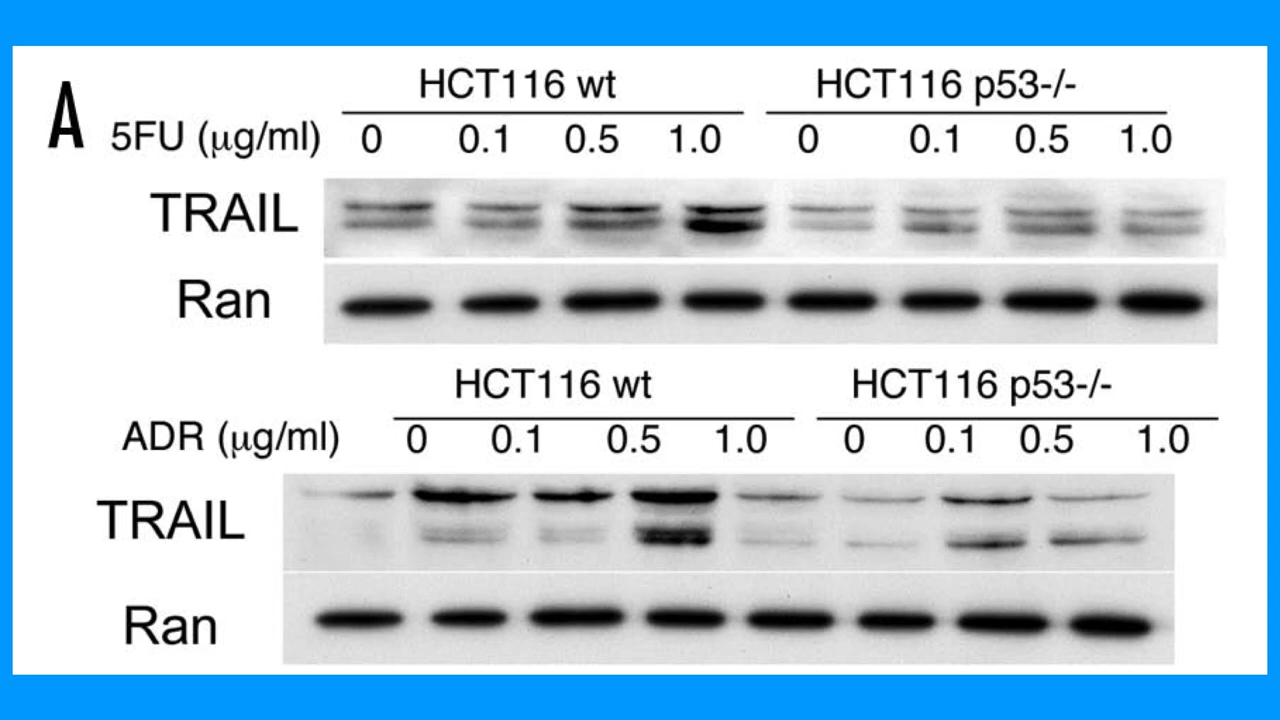 A
HCT116 wt HCT116 p53-/-
5FU (μg/ml) 0 0.1 0.5 1.0 0 0.1 0.5 1.0
TRAIL
Ran
HCT116 wt HCT116 p53-/-
ADR (μg/ml) 0 0.1 0.5 1.0 0 0.1 0.5 1.0
TRAIL
Ran